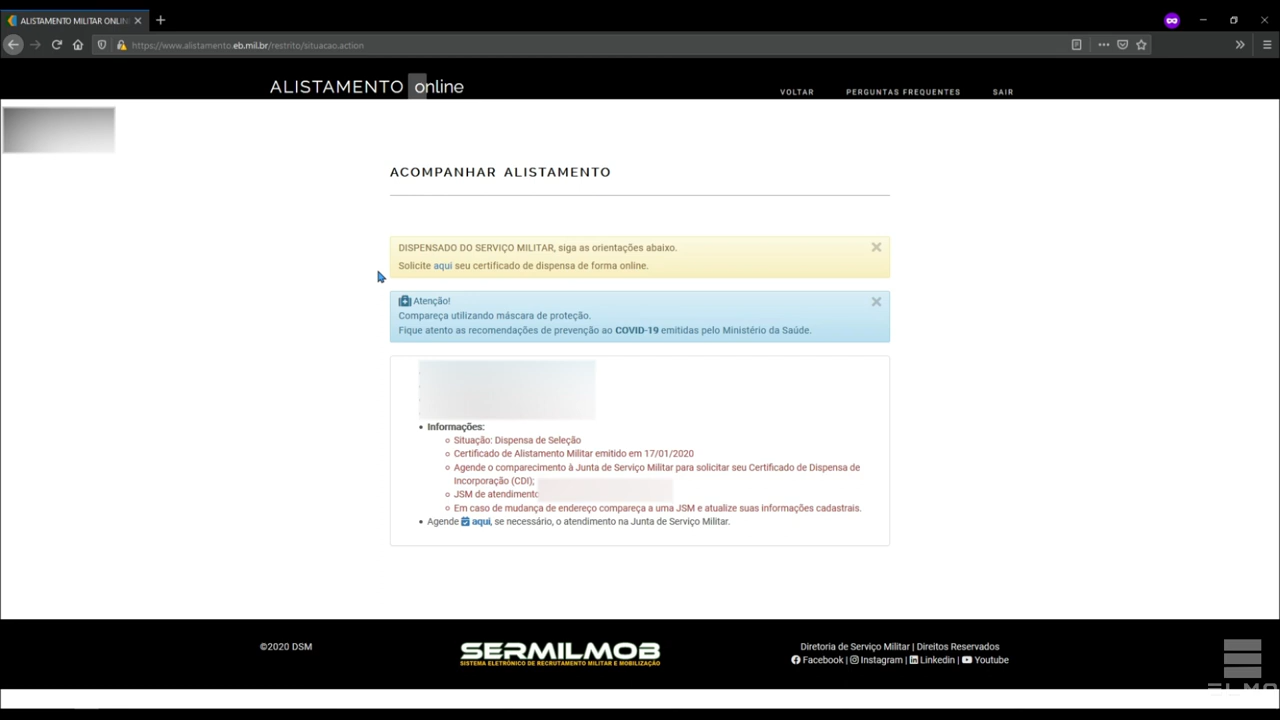 ALISTAMENTO MILITAR ONLIN
https://www.alistamento.eb.mil.br/restrito/situacao.action
ALISTAMENTO online
VOLTAR PERGUNTAS FREQUENTES SAIR
ACOMPANHAR ALISTAMENTO
DISPENSADO DO SERVIÇO MILITAR, siga as orientações abaixo.
Solicite aqui seu certificado de dispensa de forma online.
Atenção!
Compareça utilizando máscara de proteção.
Fique atento as recomendações de prevenção ao COVID-19 emitidas pelo Ministério da Saúde.
Informações:
Situação: Dispensa de Seleção
Certificado de Alistamento Militar emitido em 17/01/2020
Agende o comparecimento à Junta de Serviço Militar para solicitar seu Certificado de Dispensa de
Incorporação (CDI);
JSM de atendimento
Em caso de mudança de endereço compareça a uma JSM e atualize suas informações cadastrais.
Agende aqui, se necessário, o atendimento na Junta de Serviço Militar.
©2020 DSM
SERMILMOB
SISTEMA ELETRÔNICO DE RECRUTAMENTO MILITAR E MOBILIZAÇÃO
Diretoria de Serviço Militar | Direitos Reservados
Facebook | Instagram | Linkedin | Youtube
ELMO